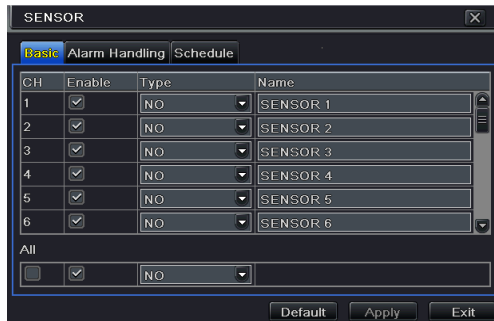 SENSOR
Basic Alarm Handling Schedule
CH Enable Type Name
1 NO SENSOR 1
2 NO SENSOR 2
3 NO SENSOR 3
4 NO SENSOR 4
5 NO SENSOR 5
6 NO SENSOR 6
All
NO
Default Apply Exit